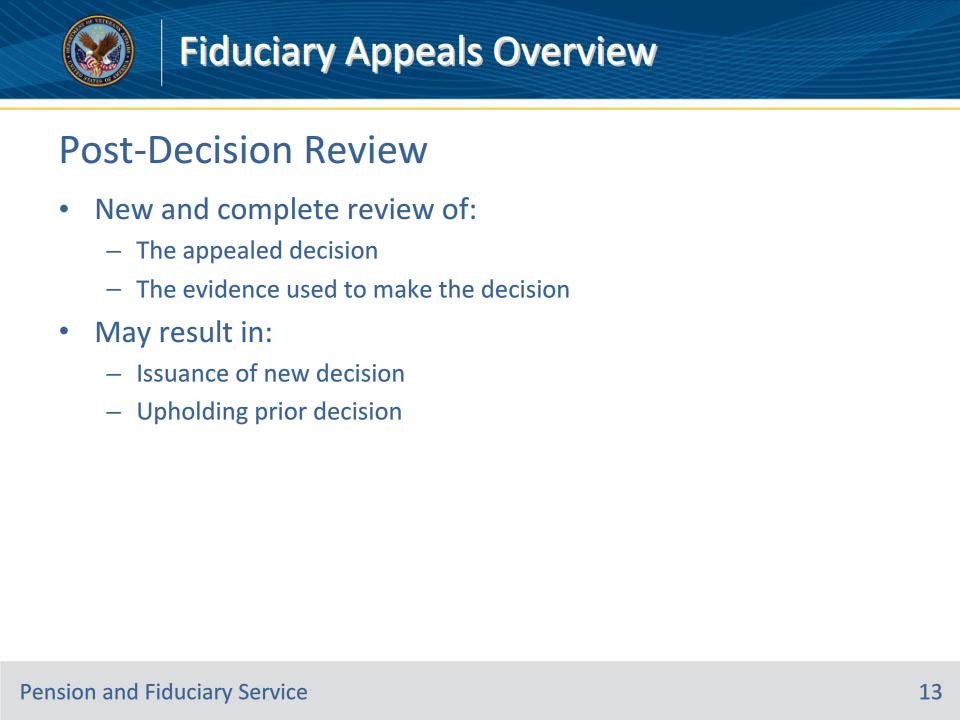 Fiduciary Appeals Overview
Post-Decision Review
• New and complete review of:
– The appealed decision
– The evidence used to make the decision
• May result in:
– Issuance of new decision
– Upholding prior decision
Pension and Fiduciary Service
13
DEPARTMENT OF VETERANS AFFAIRS
UNITED STATES OF AMERICA